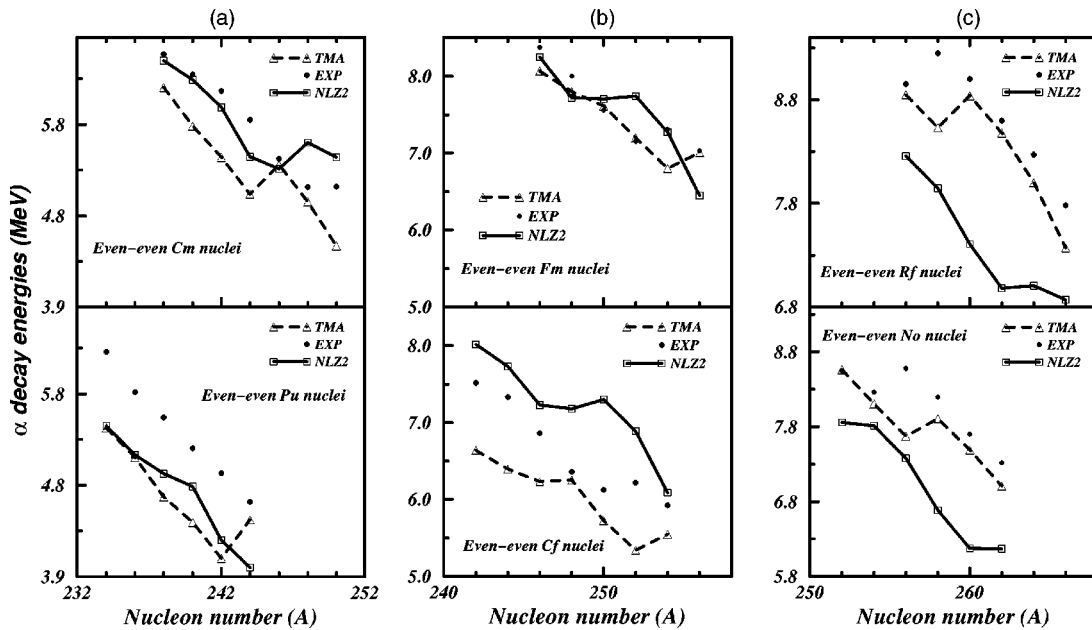 (a) (b) (c)
α decay energies (MeV)
5.8
4.8
3.9
TMA
EXP
NLZ2
Even−even Cm nuclei
5.8
4.8
3.9
TMA
EXP
NLZ2
Even−even Pu nuclei
232 242 252
Nucleon number (A)
8.0
7.0
6.0
5.0
TMA
EXP
NLZ2
Even−even Fm nuclei
8.0
7.0
6.0
5.0
TMA
EXP
NLZ2
Even−even Cf nuclei
242 250
Nucleon number (A)
8.8
7.8
6.8
TMA
EXP
NLZ2
Even−even Rf nuclei
8.8
7.8
6.8
5.8
Even−even No nuclei
TMA
EXP
NLZ2
250 260
Nucleon number (A)